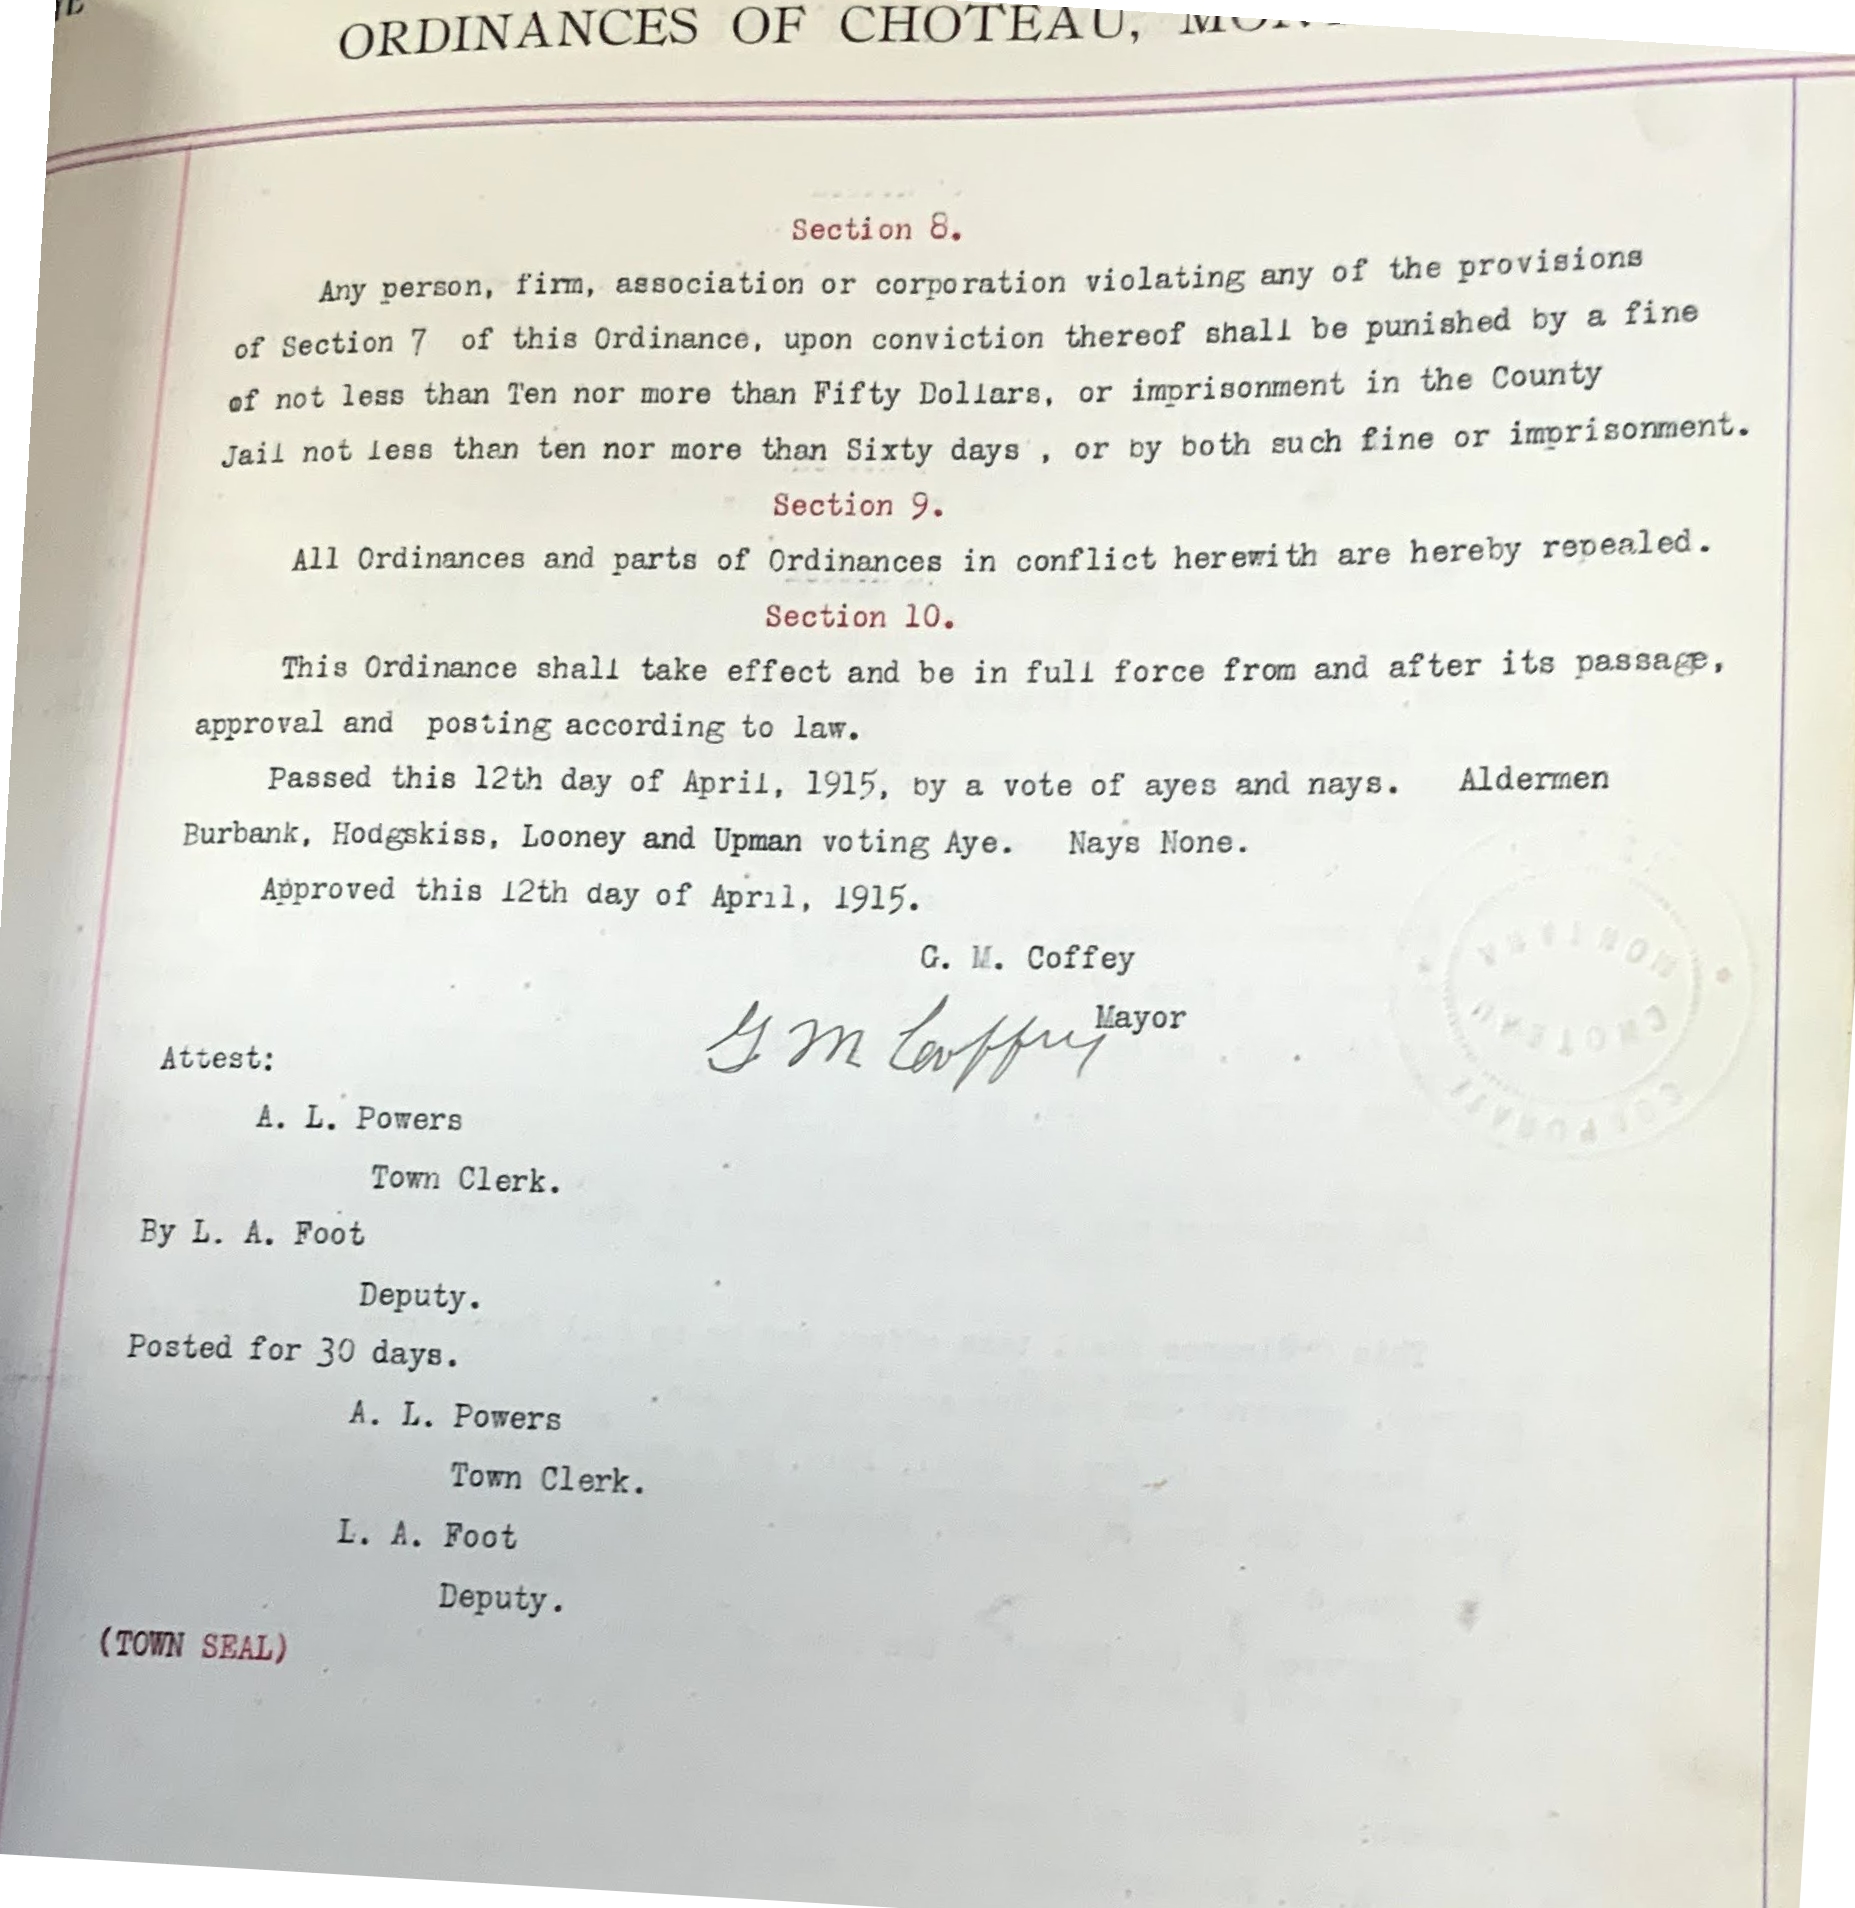 ORDINANCES OF CHOTEAU,
Section 8.
Any person, firm, association or corporation violating any of the provisions
of Section 7 of this Ordinance, upon conviction thereof shall be punished by a fine
of not less than Ten nor more than Fifty Dollars, or imprisonment in the County
Jail not less than ten nor more than Sixty days , or by both such fine or imprisonment.
Section 9.
All Ordinances and parts of Ordinances in conflict herewith are hereby repealed.
Section 10.
This Ordinance shall take effect and be in full force from and after its passage,
approval and posting according to law.
Passed this 12th day of April, 1915, by a vote of ayes and nays. Aldermen
Burbank, Hodgskiss, Looney and Upman voting Aye. Nays None.
Approved this 12th day of April, 1915.
G. M. Coffey
Mayor
G M Coffey
Attest:
A. L. Powers
Town Clerk.
By L. A. Foot
Deputy.
Posted for 30 days.
A. L. Powers
Town Clerk.
L. A. Foot
Deputy.
(TOWN SEAL)
MONTANA
CHOTEAU
CORPORATE